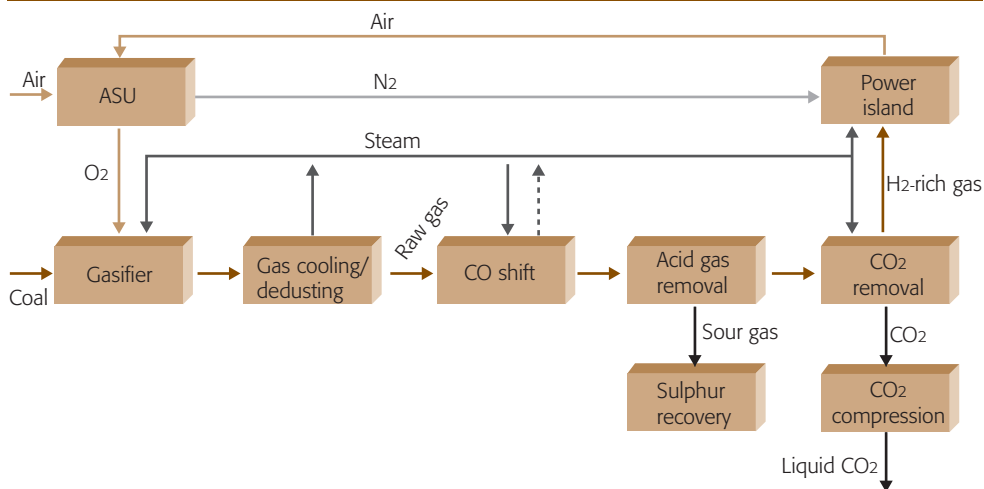 Air
Air
ASU
N2
Power
island
Steam
O2
H2-rich gas
Raw gas
Coal
Gasifier
Gas cooling/
dedusting
CO shift
Acid gas
removal
CO2
removal
Sour gas
CO2
Sulphur
recovery
CO2
compression
Liquid CO2